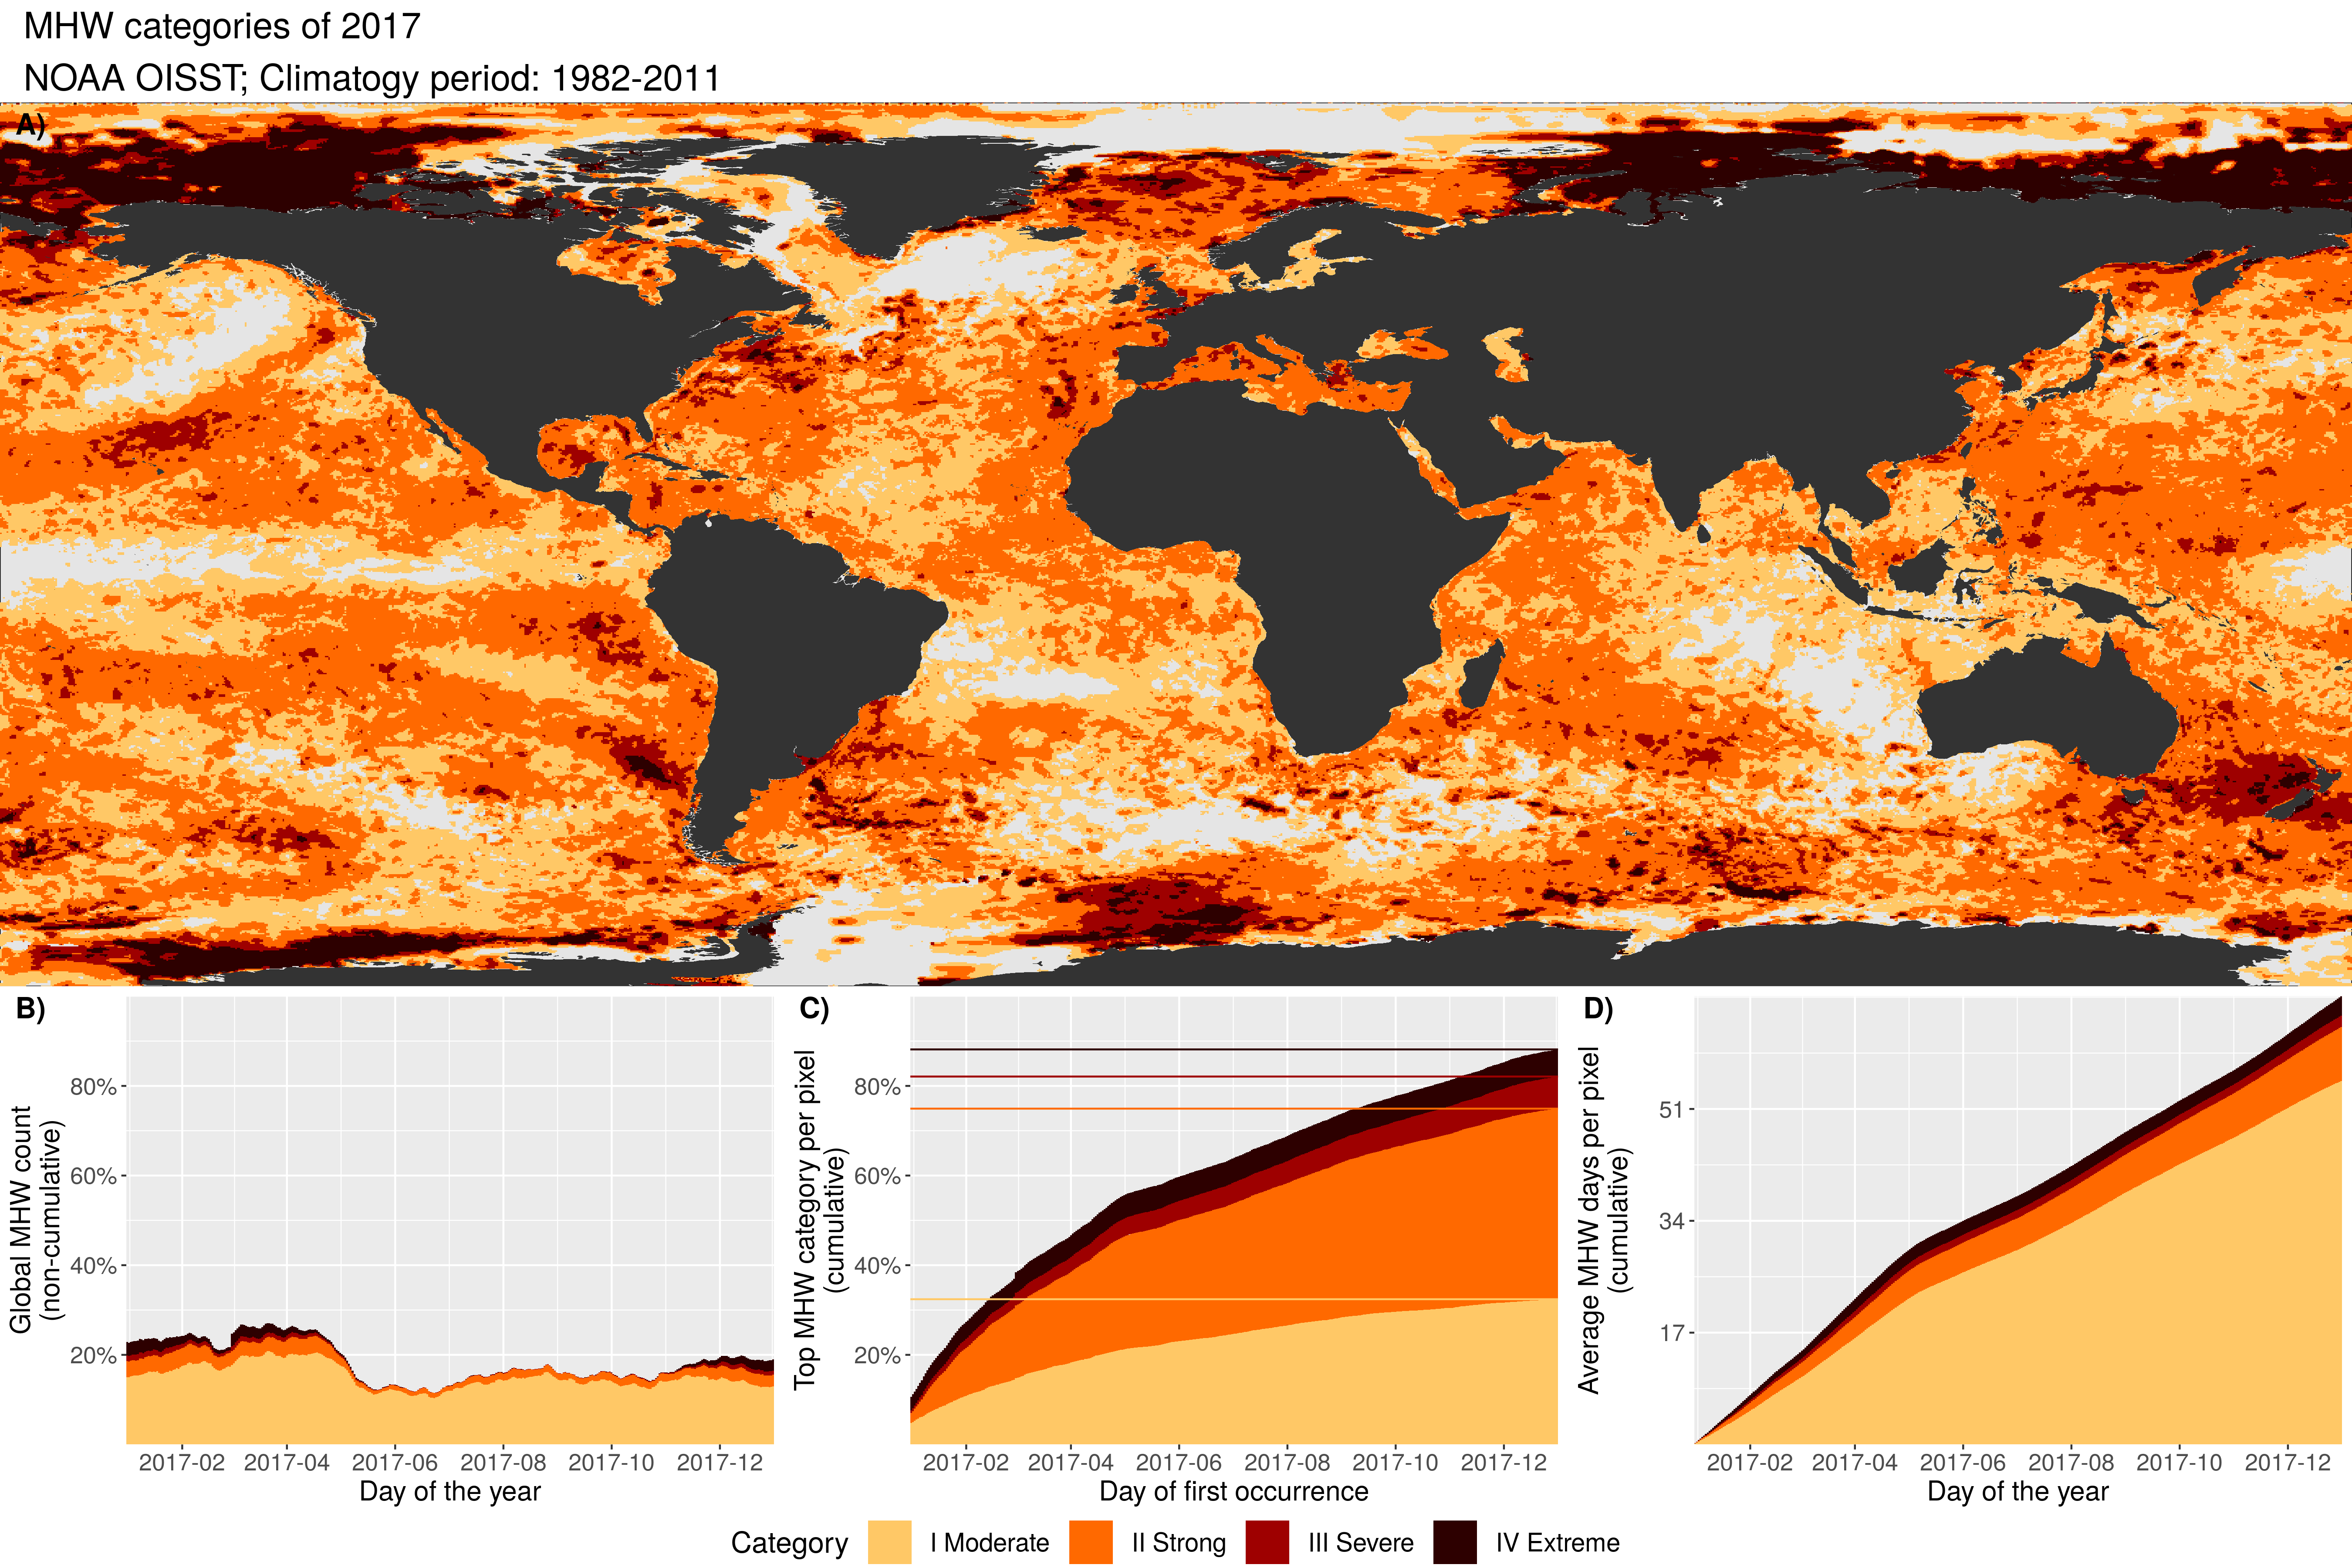 MHW categories of 2017
NOAA OISST; Climatogy period: 1982-2011
A)
B)
Global MHW count
(non-cumulative)
80%
60%
40%
20%
2017-02 2017-04 2017-06 2017-08 2017-10 2017-12
Day of the year
C)
Top MHW category per pixel
(cumulative)
80%
60%
40%
20%
2017-02 2017-04 2017-06 2017-08 2017-10 2017-12
Day of first occurrence
D)
Average MHW days per pixel
(cumulative)
51
34
17
2017-02 2017-04 2017-06 2017-08 2017-10 2017-12
Day of the year
Category I Moderate II Strong III Severe IV Extreme